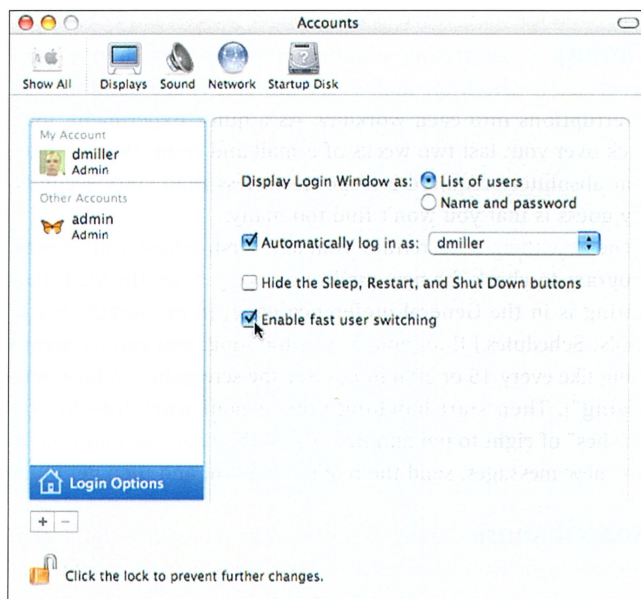 Accounts
Show All Displays Sound Network Startup Disk
My Account
dmiller
Admin
Other Accounts
admin
Admin
Login Options
Display Login Window as: List of users
Name and password
Automatically log in as: dmiller
Hide the Sleep, Restart, and Shut Down buttons
Enable fast user switching
Click the lock to prevent further changes.